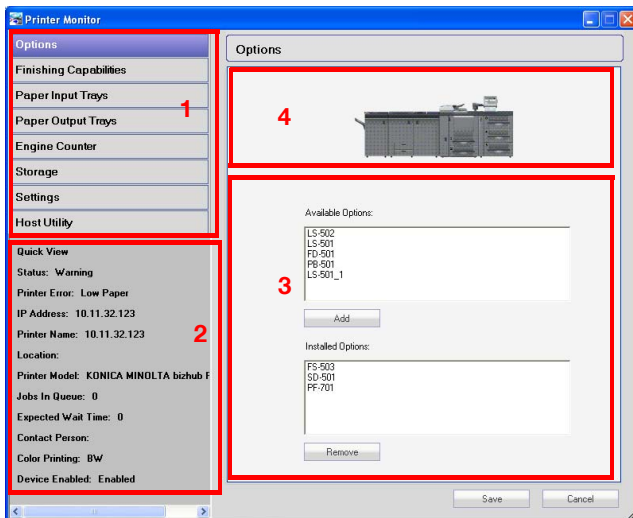 Printer Monitor
Options
Finishing Capabilities
Paper Input Trays
Paper Output Trays
Engine Counter
Storage
Settings
Host Utility
1
Quick View
Status: Warning
Printer Error: Low Paper
IP Address: 10.11.32.123
Printer Name: 10.11.32.123
Location:
Printer Model: KONICA MINOLTA bizhub
Jobs In Queue: 0
Expected Wait Time: 0
Contact Person:
Color Printing: BW
Device Enabled: Enabled
2
Options
4
3
Available Options:
LS-502
LS-501
FD-501
PB-501
LS-501_1
Add
Installed Options:
FS-503
SD-501
PF-701
Remove
Save Cancel